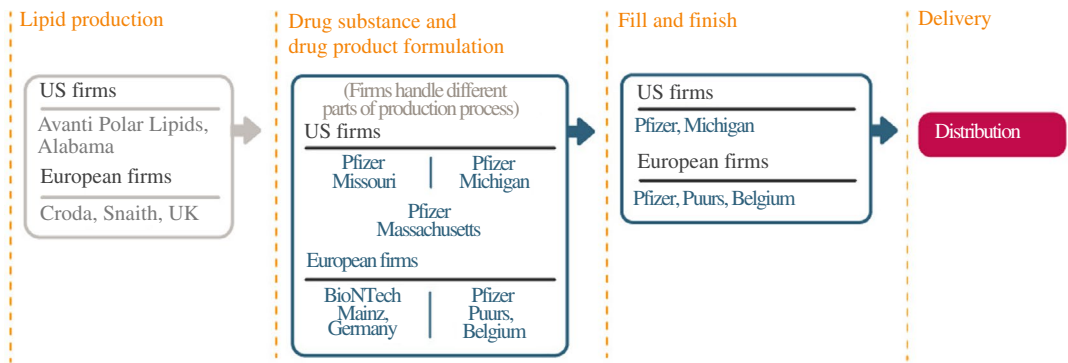 Lipid production
US firms
Avanti Polar Lipids,
Alabama
European firms
Croda, Snaith, UK
Drug substance and
drug product formulation
(Firms handle different
parts of production process)
US firms
Pfizer
Missouri
Pfizer
Michigan
Pfizer
Massachusetts
European firms
BioNTech
Mainz,
Germany
Pfizer
Puurs,
Belgium
Fill and finish
US firms
Pfizer, Michigan
European firms
Pfizer, Puurs, Belgium
Delivery
Distribution